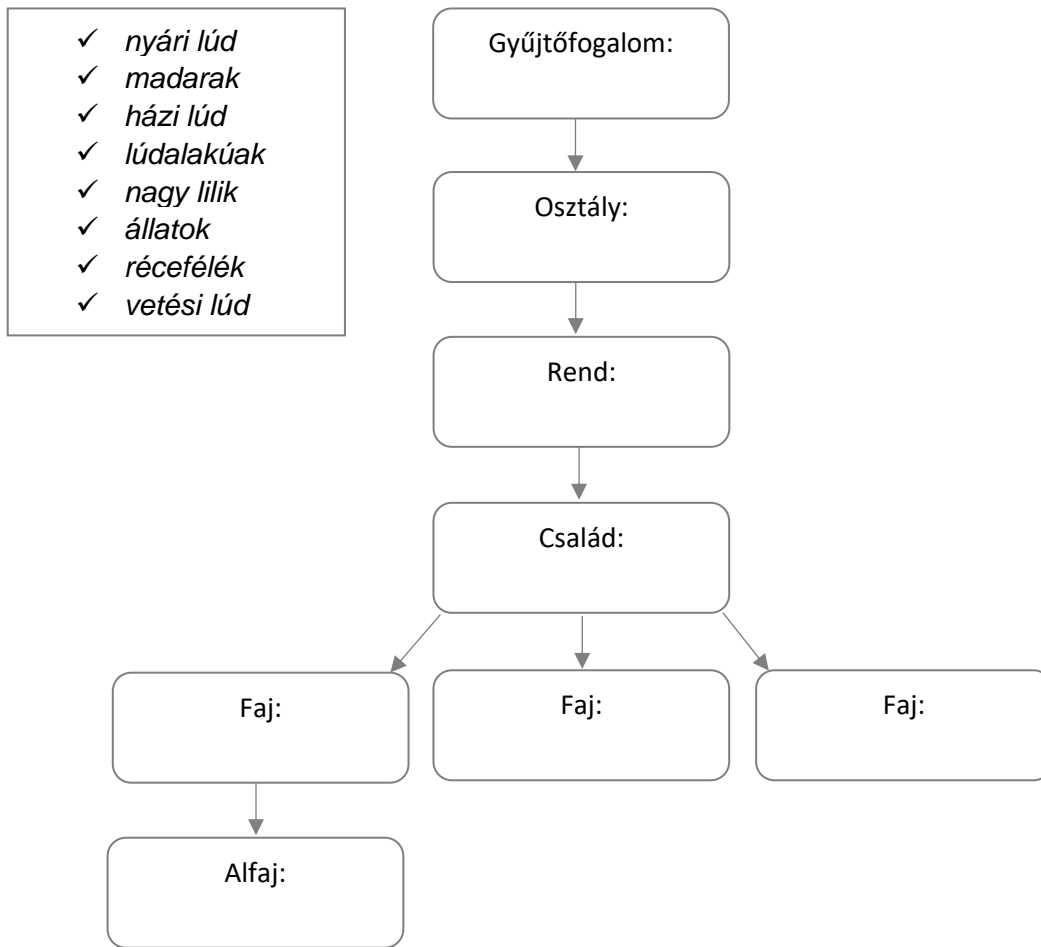 ✓ nyári lúd
✓ madarak
✓ házi lúd
✓ lúdalakúak
✓ nagy lilik
✓ állatok
✓ récefélék
✓ vetési lúd
Gyűjtőfogalom:
Osztály:
Rend:
Család:
Faj:
Faj:
Faj:
Alfaj: